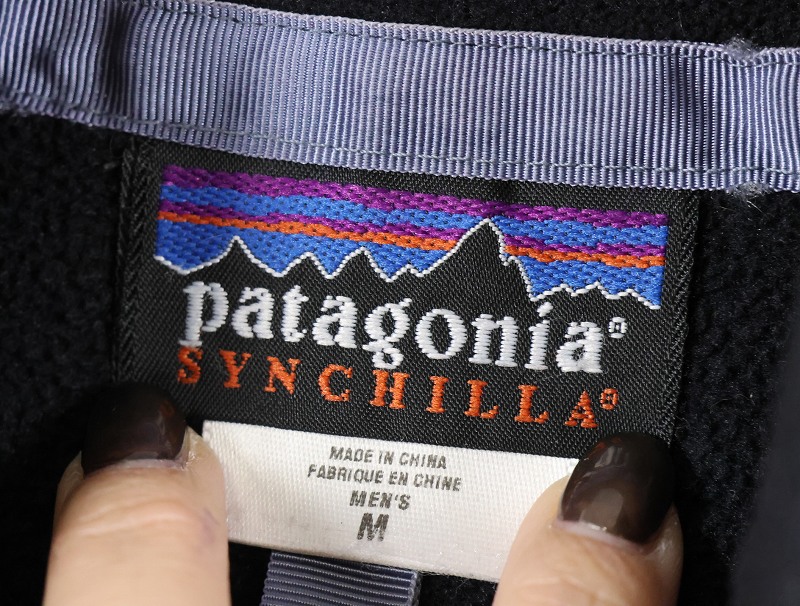 patagonia®
SYNCHILLA®
MADE IN CHINA
FABRIQUE EN CHINE
MEN'S
M